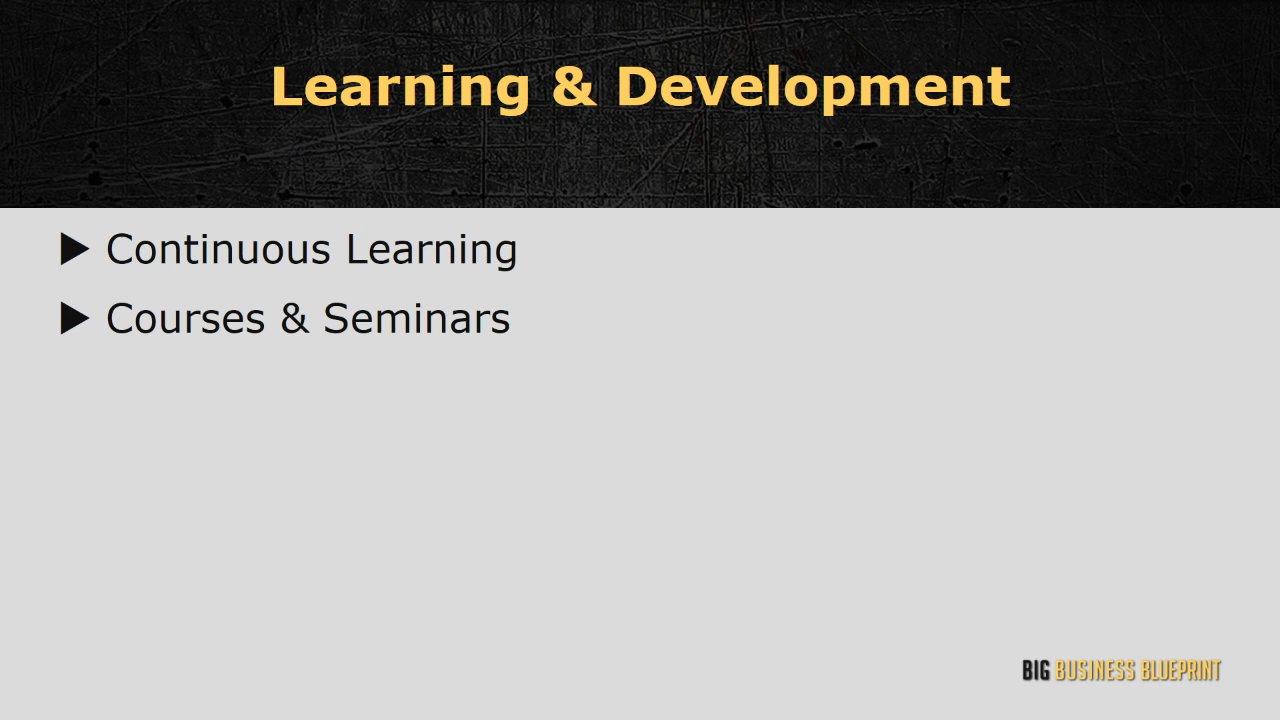 Learning & Development
Continuous Learning
Courses & Seminars
BIG BUSINESS BLUEPRINT